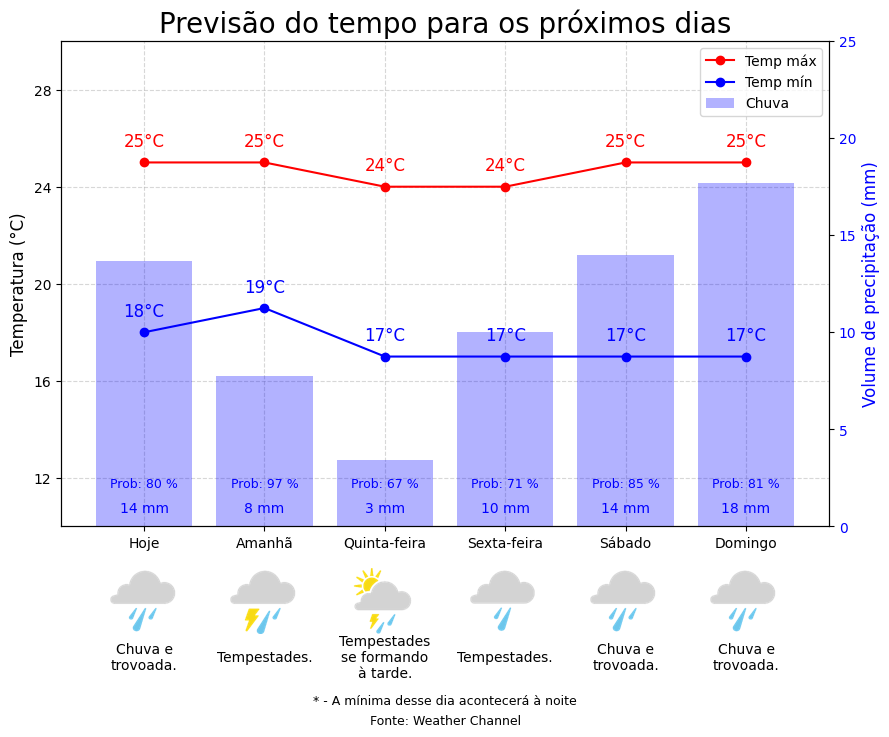 Previsão do tempo para os próximos dias
Temp máx
Temp mín
Chuva
Temperatura (°C)
28
24
20
16
12
Volume de precipitação (mm)
25
20
15
10
5
0
25°C 25°C 24°C 24°C 25°C 25°C
18°C 19°C 17°C 17°C 17°C 17°C
Prob: 80 % Prob: 97 % Prob: 67 % Prob: 71 % Prob: 85 % Prob: 81 %
14 mm 8 mm 3 mm 10 mm 14 mm 18 mm
Hoje Amanhã Quinta-feira Sexta-feira Sábado Domingo
Chuva e
trovoada.
Tempestades.
Tempestades
se formando
à tarde.
Tempestades.
Chuva e
trovoada.
Chuva e
trovoada.
* - A mínima desse dia acontecerá à noite
Fonte: Weather Channel